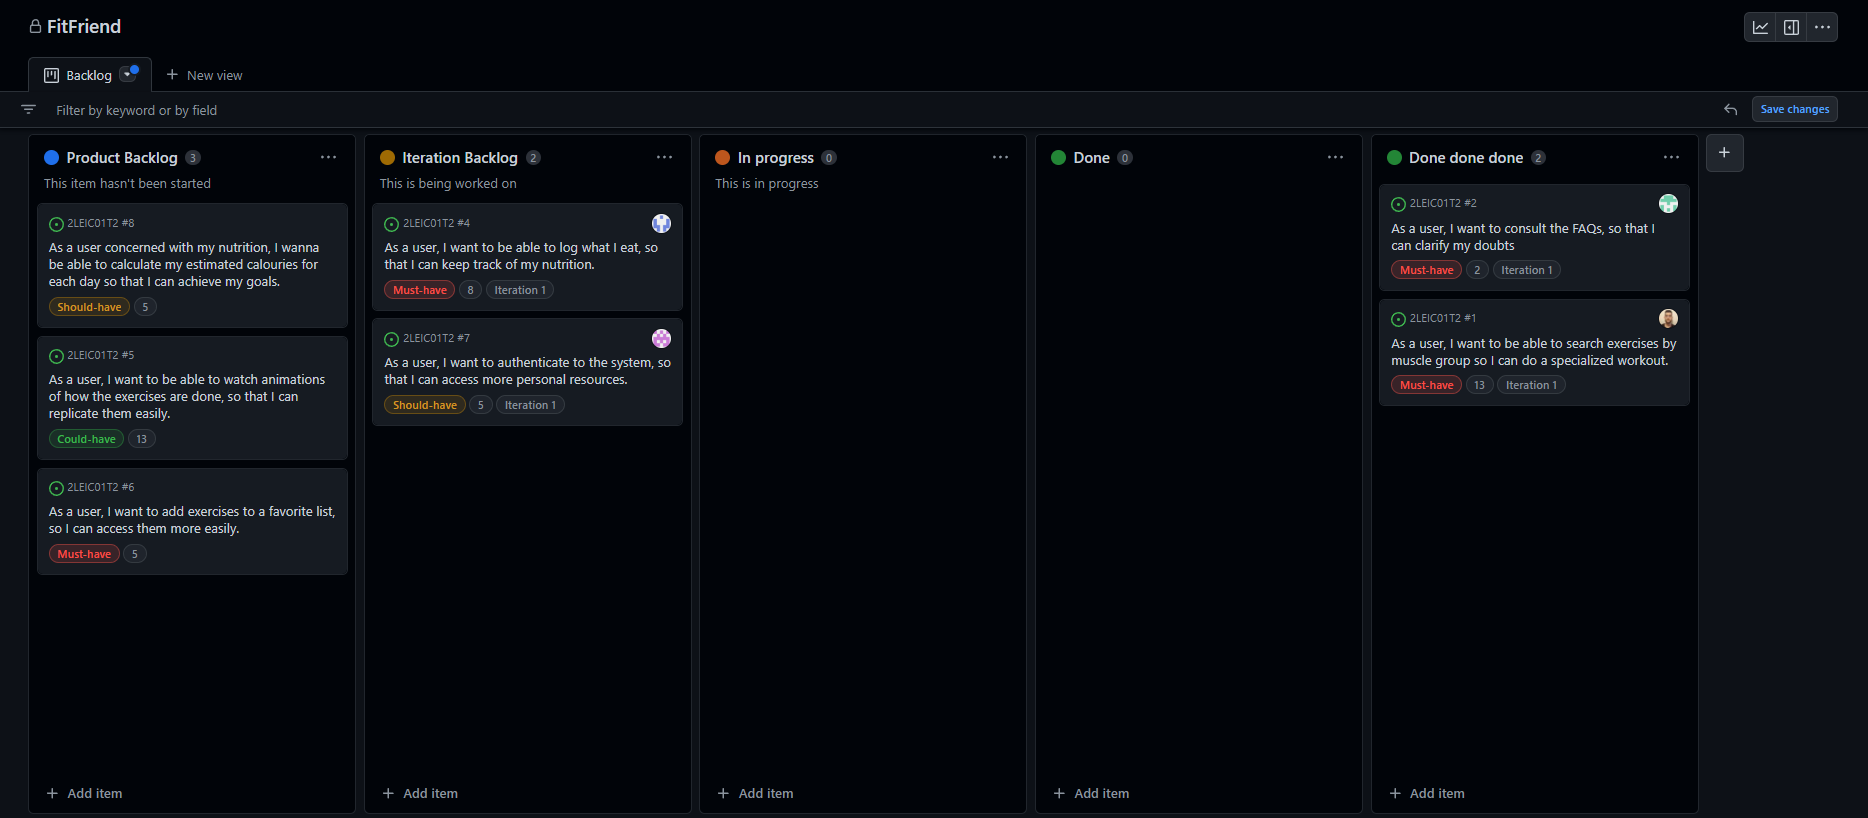 FitFriend
Backlog
New view
Filter by keyword or by field
Save changes
Product Backlog 3
This item hasn't been started
2LEIC01T2 #8
As a user concerned with my nutrition, I wanna
be able to calculate my estimated calouries for
each day so that I can achieve my goals.
Should-have 5
2LEIC01T2 #5
As a user, I want to be able to watch animations
of how the exercises are done, so that I can
replicate them easily.
Could-have 13
2LEIC01T2 #6
As a user, I want to add exercises to a favorite list,
so I can access them more easily.
Must-have 5
Add item
Iteration Backlog 2
This is being worked on
2LEIC01T2 #4
As a user, I want to be able to log what I eat, so
that I can keep track of my nutrition.
Must-have 8 Iteration 1
2LEIC01T2 #7
As a user, I want to authenticate to the system, so
that I can access more personal resources.
Should-have 5 Iteration 1
Add item
In progress 0
This is in progress
Add item
Done 0
Add item
Done done done 2
2LEIC01T2 #2
As a user, I want to consult the FAQs, so that I
can clarify my doubts
Must-have 2 Iteration 1
2LEIC01T2 #1
As a user, I want to be able to search exercises by
muscle group so I can do a specialized workout.
Must-have 13 Iteration 1
Add item